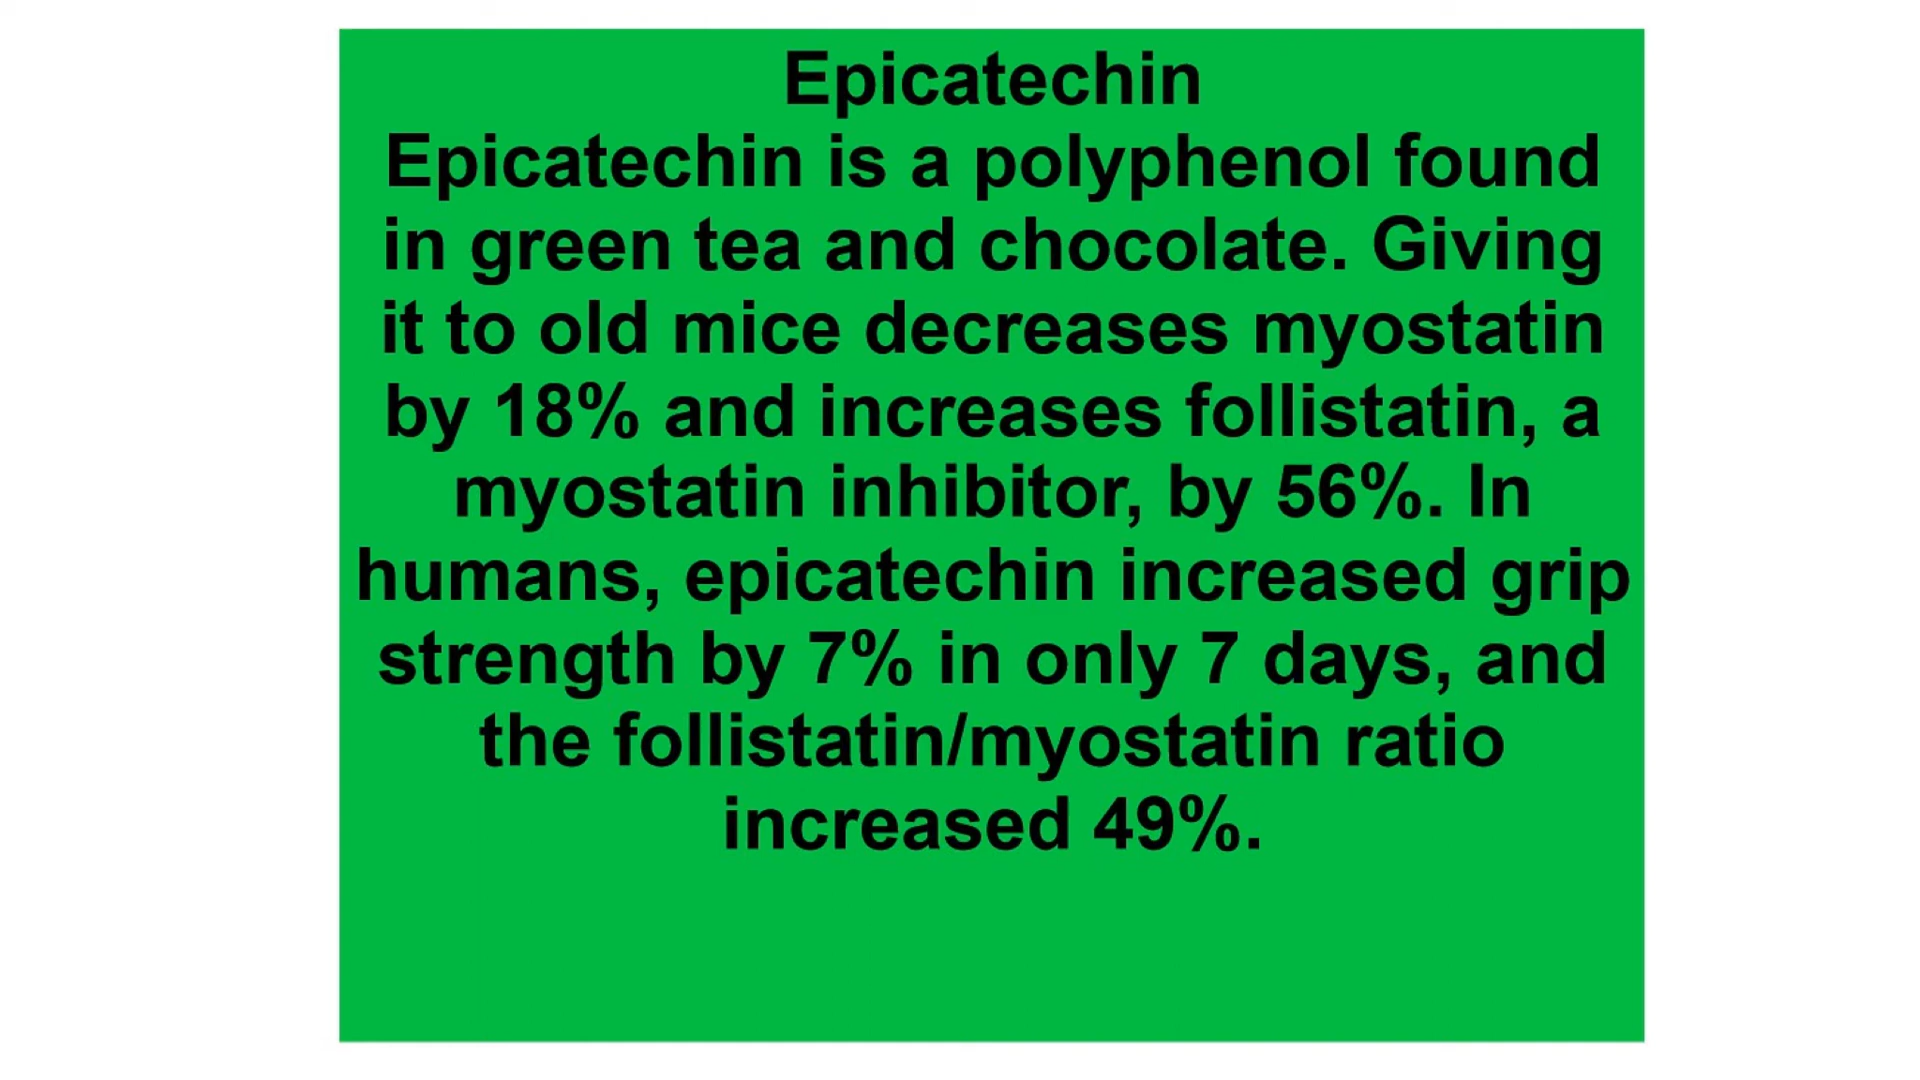 Epicatechin
Epicatechin is a polyphenol found
in green tea and chocolate. Giving
it to old mice decreases myostatin
by 18% and increases follistatin, a
myostatin inhibitor, by 56%. In
humans, epicatechin increased grip
strength by 7% in only 7 days, and
the follistatin/myostatin ratio
increased 49%.